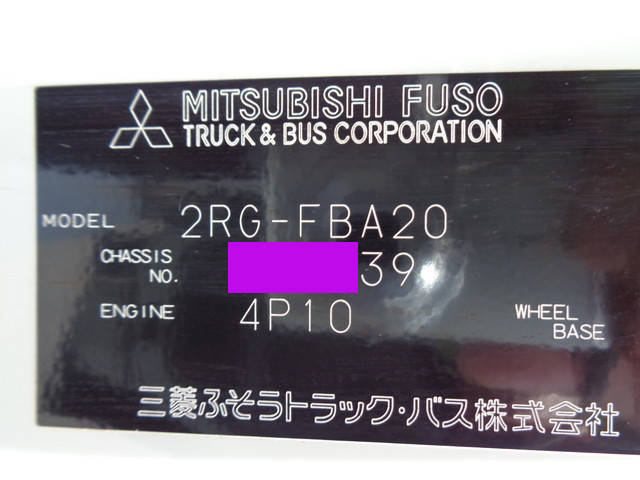 MITSUBISHI FUSO
TRUCK & BUS CORPORATION
MODEL 2RG-FBA20
CHASSIS NO. 39
ENGINE 4P10
WHEEL BASE
三菱ふそうトラック・バス株式会社